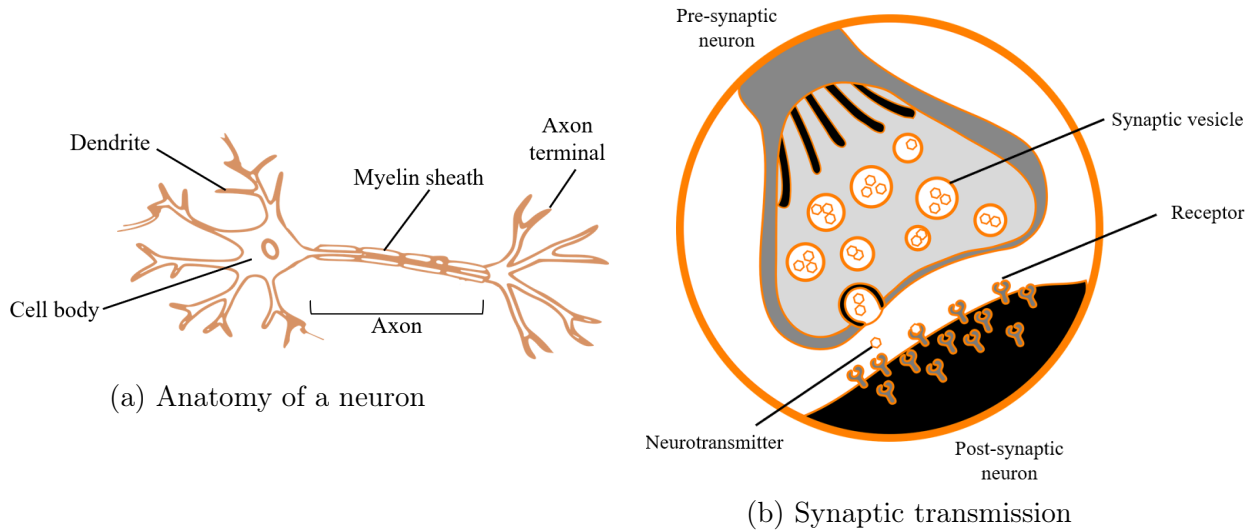 Dendrite
Cell body
Myelin sheath
Axon
Axon
terminal
(a) Anatomy of a neuron
Pre-synaptic
neuron
Synaptic vesicle
Receptor
Neurotransmitter
Post-synaptic
neuron
(b) Synaptic transmission